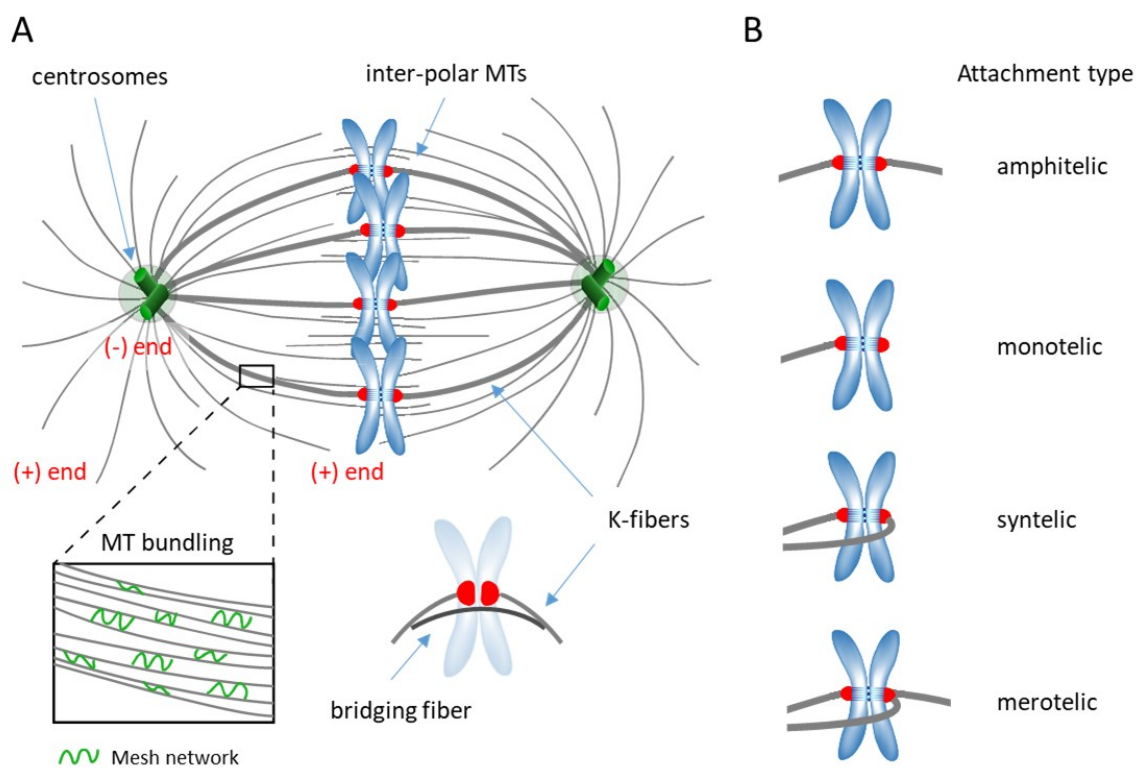 A
centrosomes
inter-polar MTs
(-) end
(+) end
(+) end
K-fibers
MT bundling
bridging fiber
Mesh network
B
Attachment type
amphitelic
monotelic
syntelic
merotelic